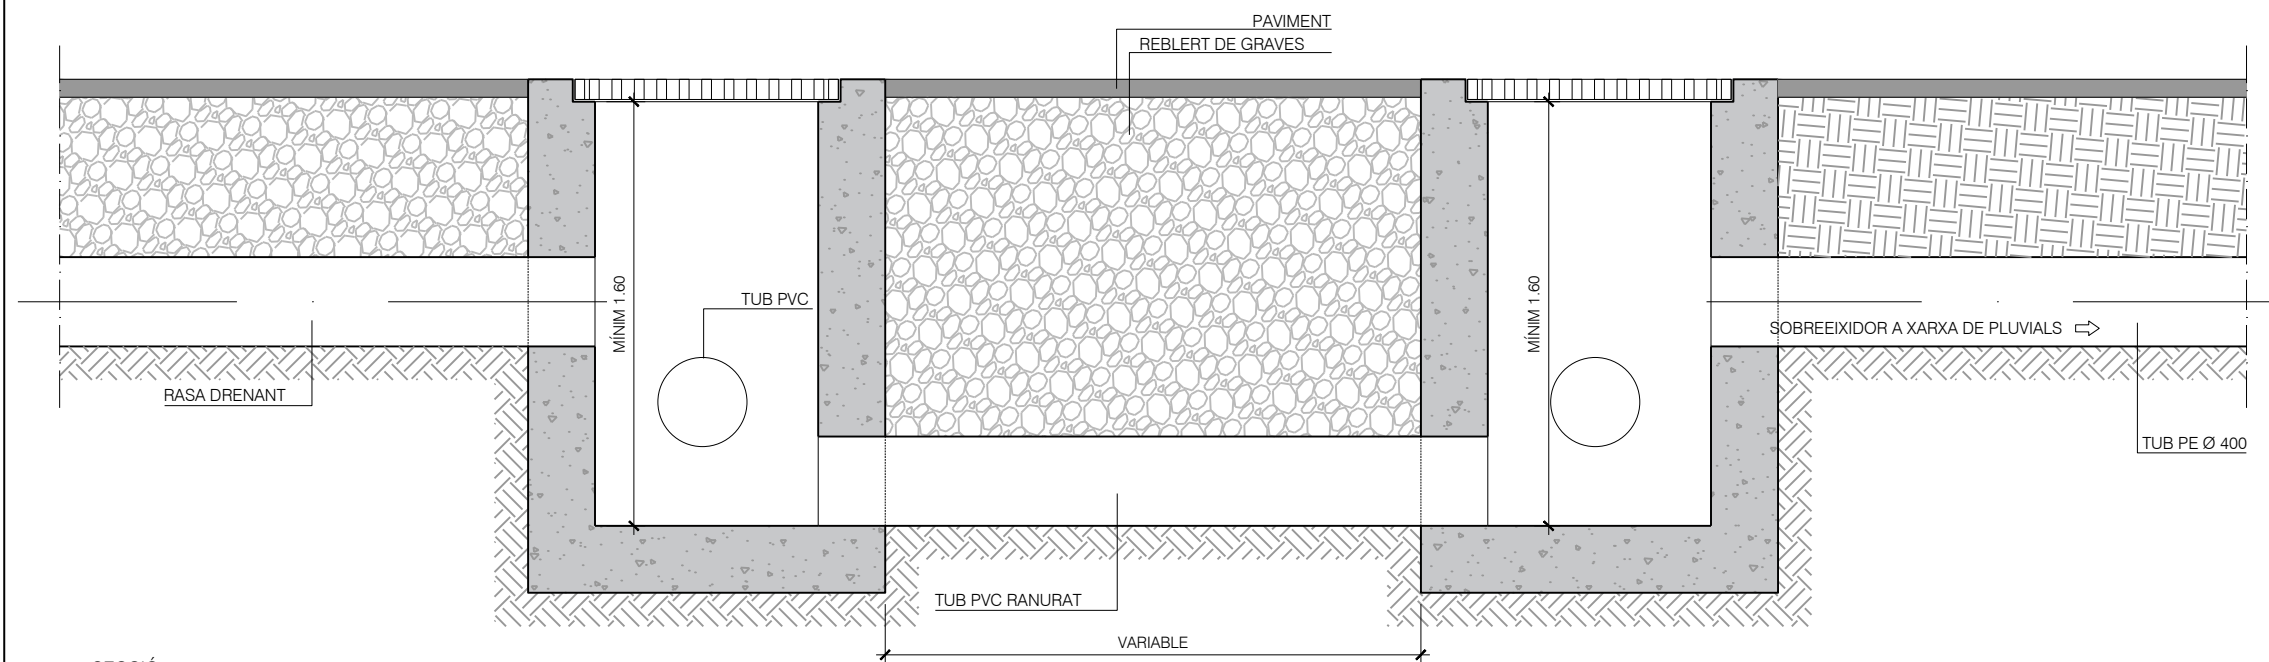 PAVIMENT
REBLERT DE GRAVES
MÍNIM 1.60
TUB PVC
MÍNIM 1.60
SOBREEIXIDOR A XARXA DE PLUVIALS
RASA DRENANT
TUB PE Ø 400
TUB PVC RANURAT
VARIABLE